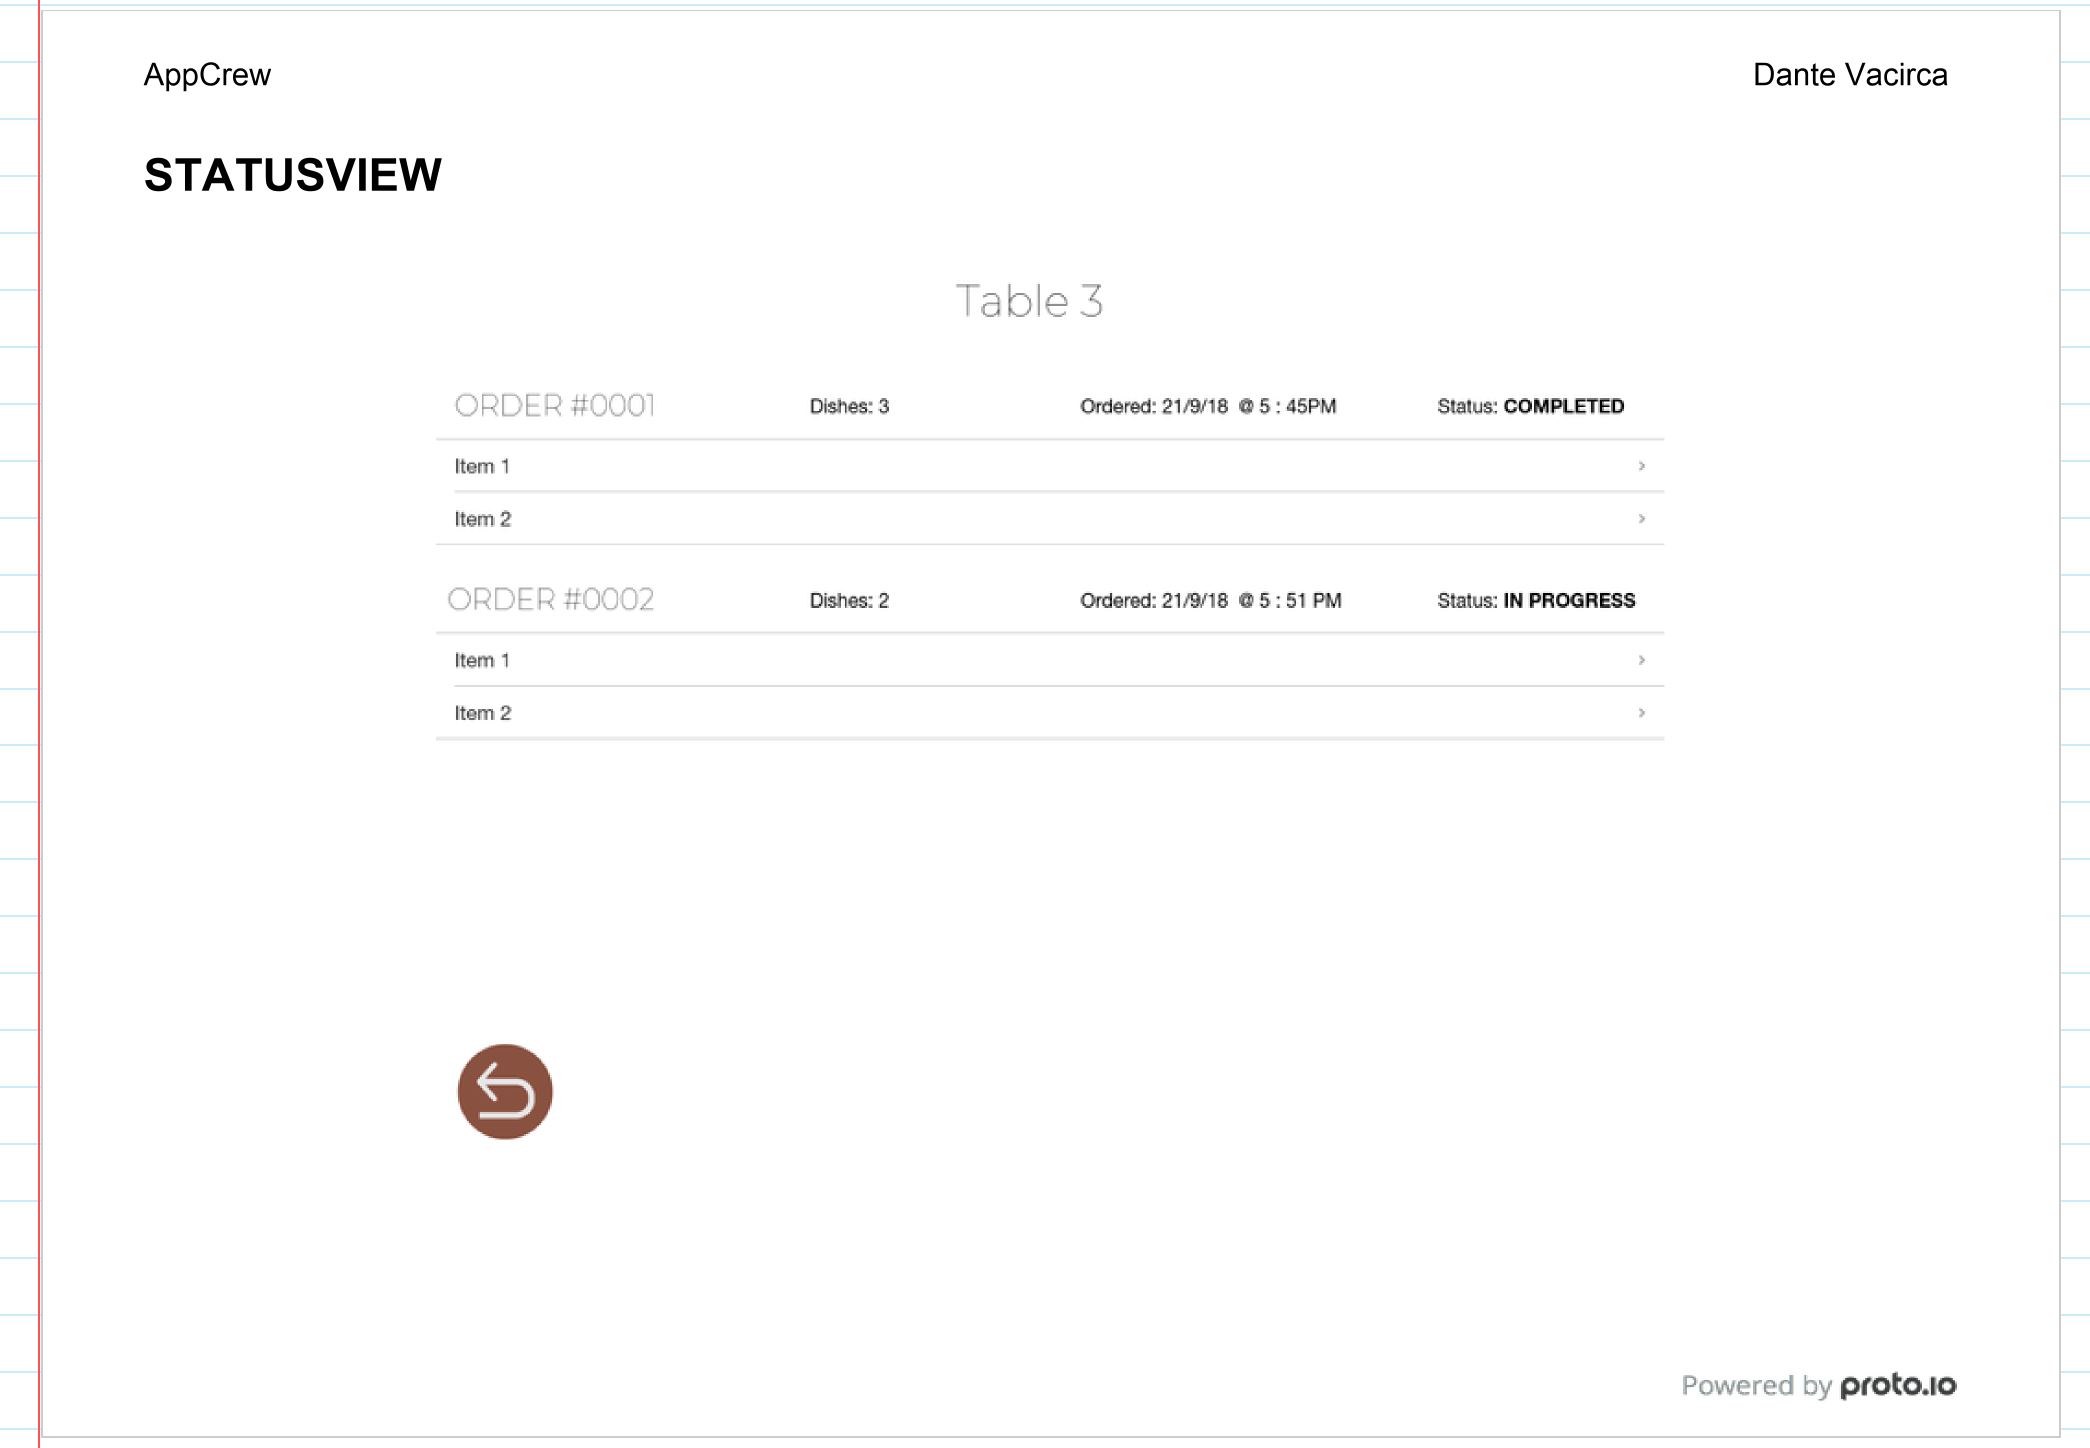 AppCrew Dante Vacirca
STATUSVIEW
Table 3
ORDER #0001 Dishes: 3 Ordered: 21/9/18 @ 5 : 45PM Status: COMPLETED
Item 1
Item 2
ORDER #0002 Dishes: 2 Ordered: 21/9/18 @ 5 : 51 PM Status: IN PROGRESS
Item 1
Item 2
Powered by proto.io